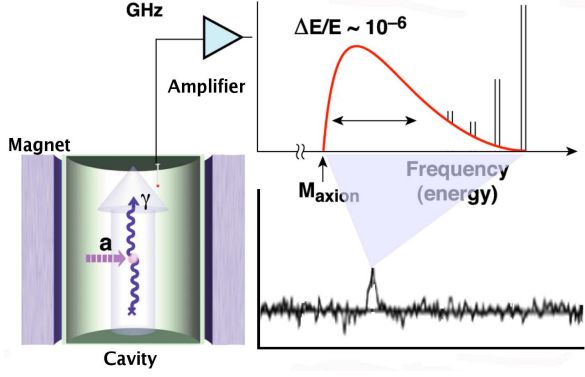 GHz
Amplifier
ΔE/E ~ 10⁻⁶
Magnet
γ
a
Cavity
Maxion
Frequency
(energy)